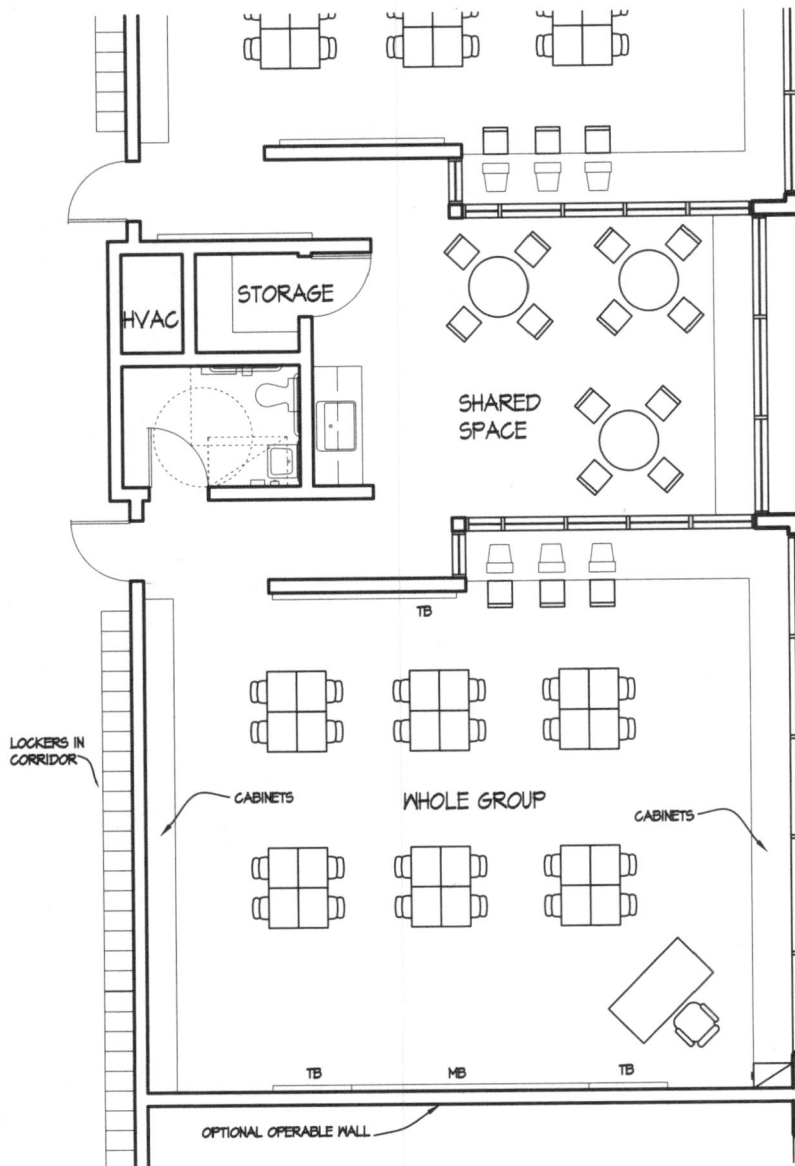 STORAGE
HVAC
SHARED
SPACE
TB
LOCKERS IN
CORRIDOR
CABINETS
WHOLE GROUP
CABINETS
TB
MB
TB
OPTIONAL OPERABLE WALL